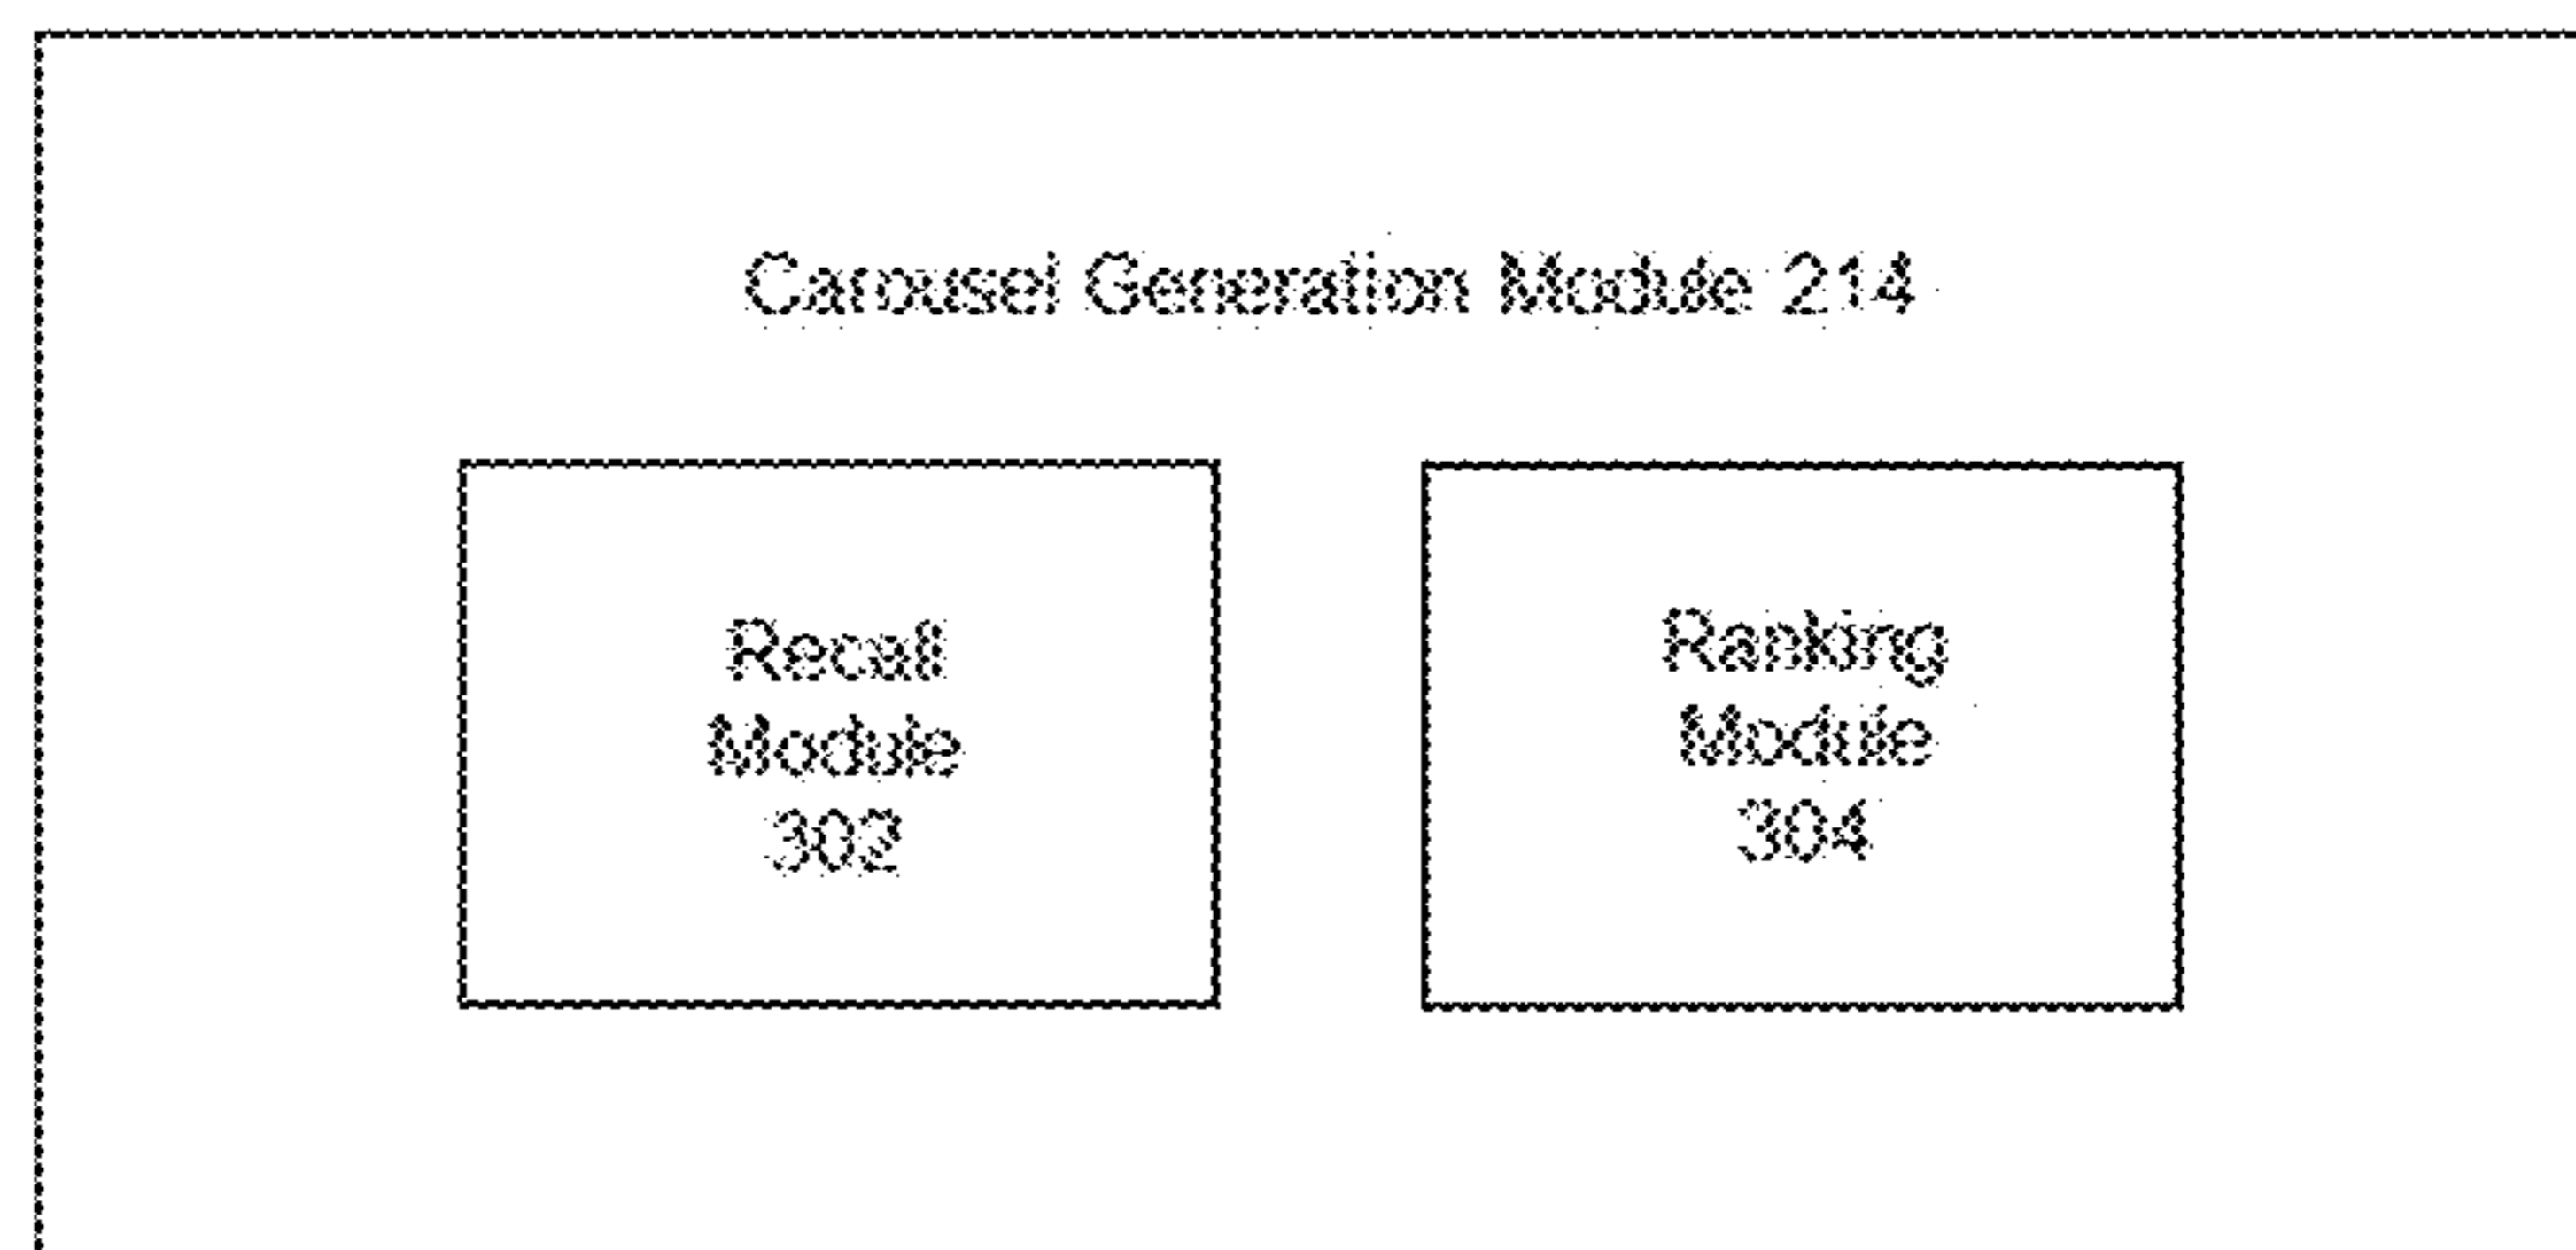 Carousel Generation Module 214
Recall
Module
302
Ranking
Module
304